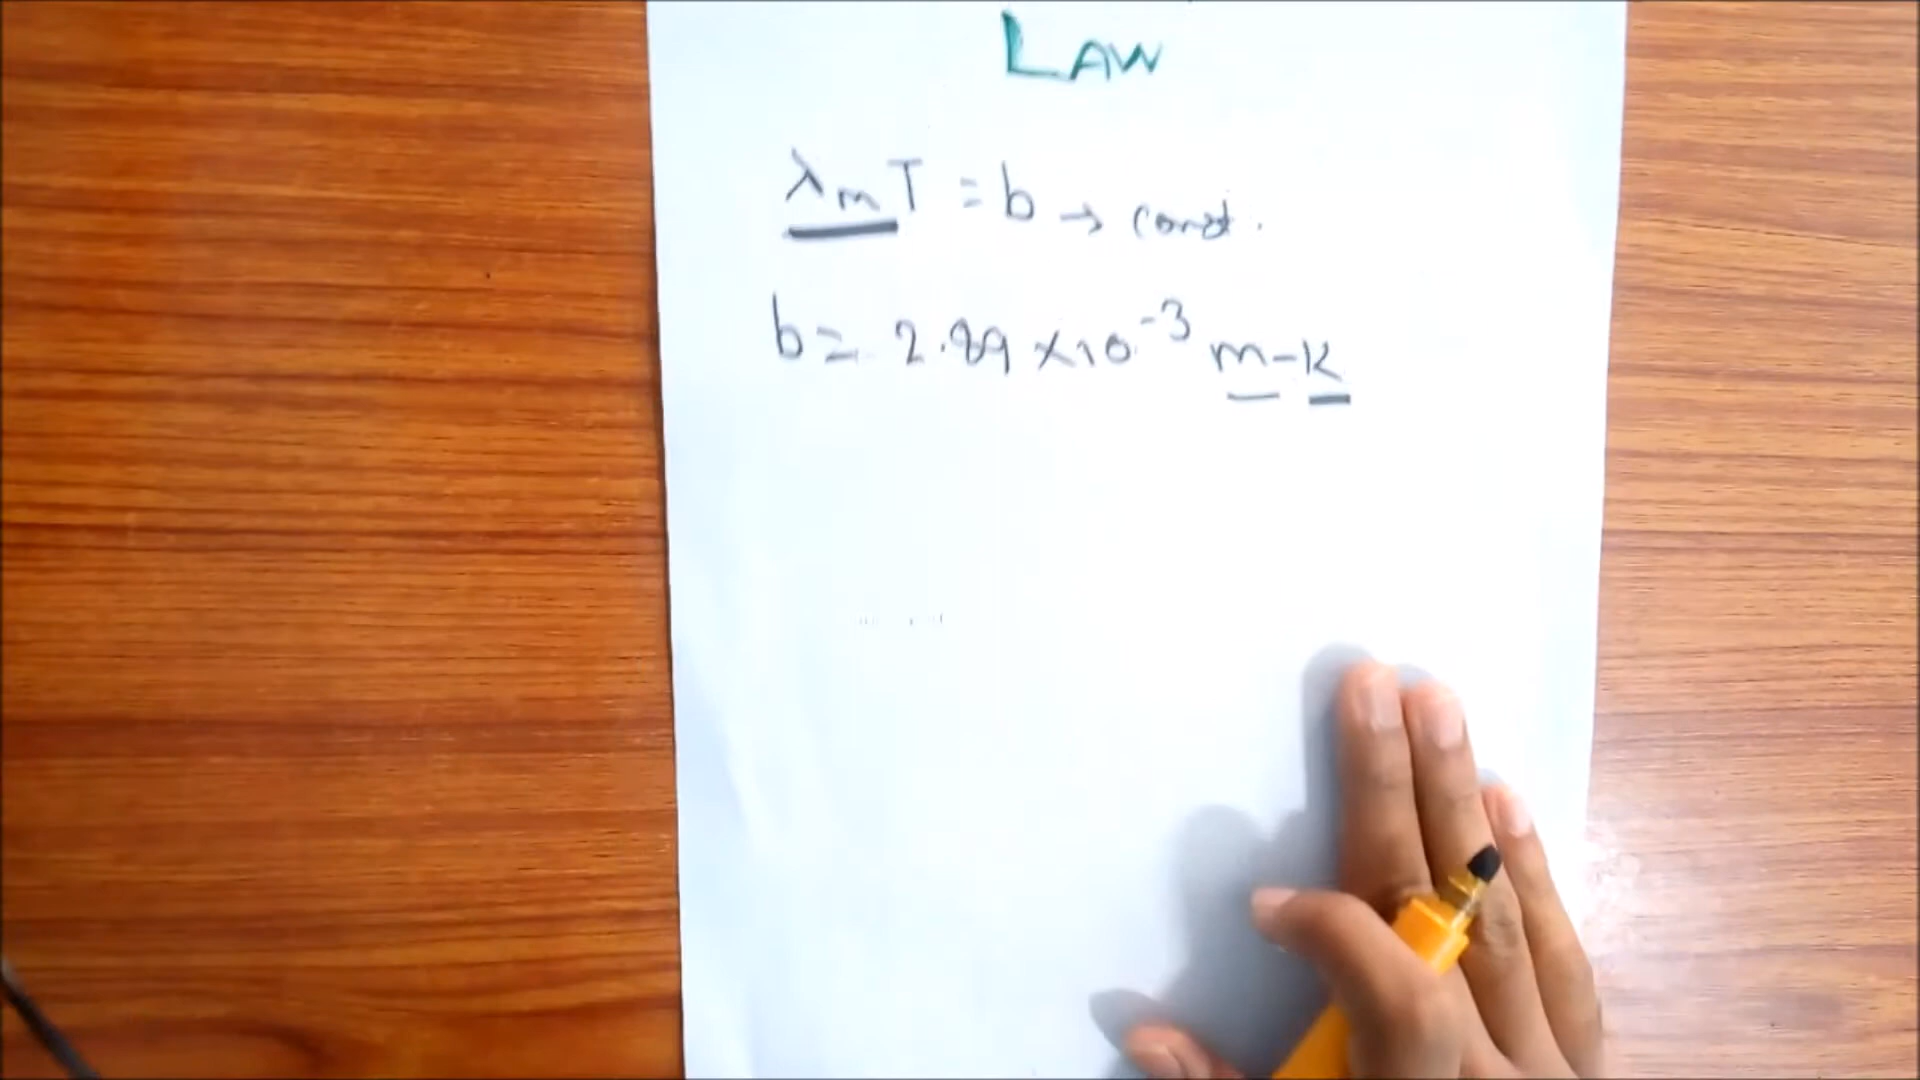 LAW
λₘT = b → const.
b = 2.89 × 10⁻³ m-K